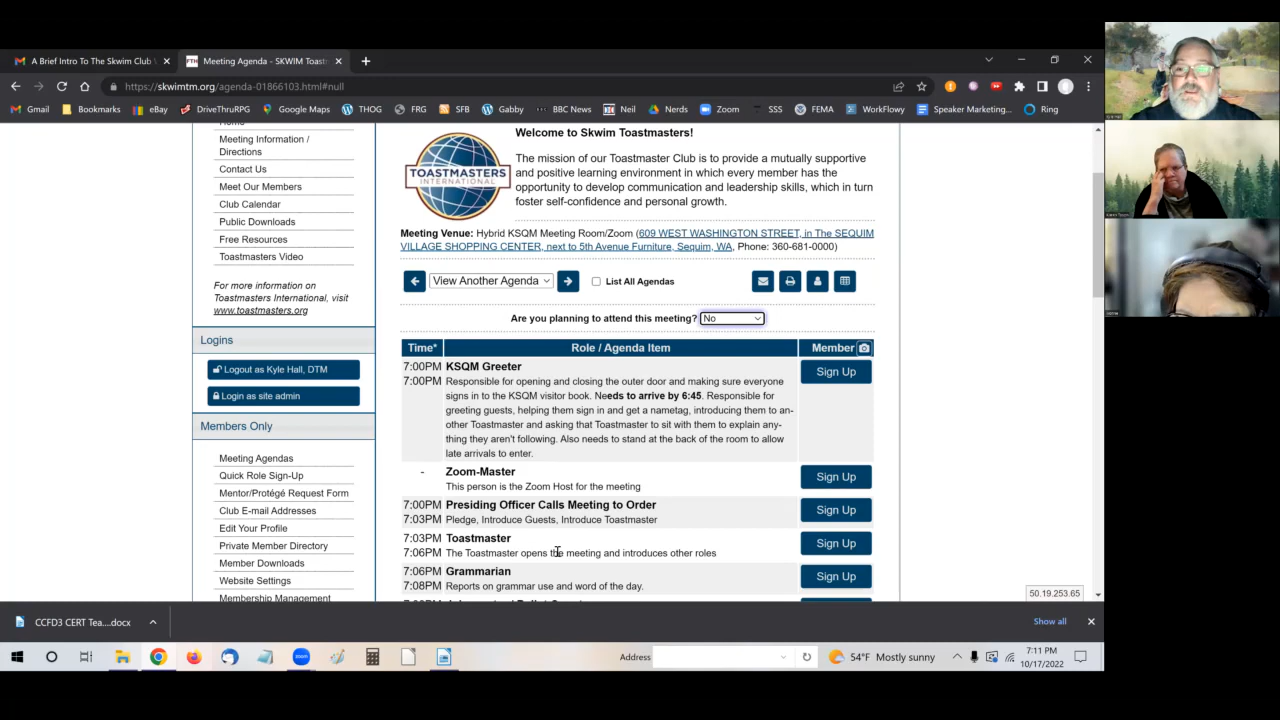 A Brief Intro To The Skwim Club
Meeting Agenda - SKWIM Toastm
https://skwimtm.org/agenda-01866103.html#null
Gmail Bookmarks eBay DriveThruRPG Google Maps THOG FRG SFB Gabby BBC News Neil Nerds Zoom SSS FEMA WorkFlowy Speaker Marketing... Ring
Home
Meeting Information /
Directions
Contact Us
Meet Our Members
Club Calendar
Public Downloads
Free Resources
Toastmasters Video
For more information on
Toastmasters International, visit
www.toastmasters.org
Logins
Logout as Kyle Hall, DTM
Login as site admin
Members Only
Meeting Agendas
Quick Role Sign-Up
Mentor/Protégé Request Form
Club E-mail Addresses
Edit Your Profile
Private Member Directory
Member Downloads
Website Settings
Membership Management
TOASTMASTERS
INTERNATIONAL
Welcome to Skwim Toastmasters!
The mission of our Toastmaster Club is to provide a mutually supportive
and positive learning environment in which every member has the
opportunity to develop communication and leadership skills, which in turn
foster self-confidence and personal growth.
Meeting Venue: Hybrid KSQM Meeting Room/Zoom (609 WEST WASHINGTON STREET, in The SEQUIM
VILLAGE SHOPPING CENTER, next to 5th Avenue Furniture, Sequim, WA, Phone: 360-681-0000)
View Another Agenda List All Agendas
Are you planning to attend this meeting? No
Time* Role / Agenda Item Member
7:00PM KSQM Greeter Sign Up
7:00PM Responsible for opening and closing the outer door and making sure everyone
signs in to the KSQM visitor book. Needs to arrive by 6:45. Responsible for
greeting guests, helping them sign in and get a nametag, introducing them to an-
other Toastmaster and asking that Toastmaster to sit with them to explain any-
thing they aren't following. Also needs to stand at the back of the room to allow
late arrivals to enter.
- Zoom-Master Sign Up
This person is the Zoom Host for the meeting
7:00PM Presiding Officer Calls Meeting to Order Sign Up
7:03PM Pledge, Introduce Guests, Introduce Toastmaster
7:03PM Toastmaster Sign Up
7:06PM The Toastmaster opens the meeting and introduces other roles
7:06PM Grammarian Sign Up
7:08PM Reports on grammar use and word of the day.
50.19.253.65
CCFD3 CERT Tea....docx
Show all
Address
54°F Mostly sunny
7:11 PM
10/17/2022